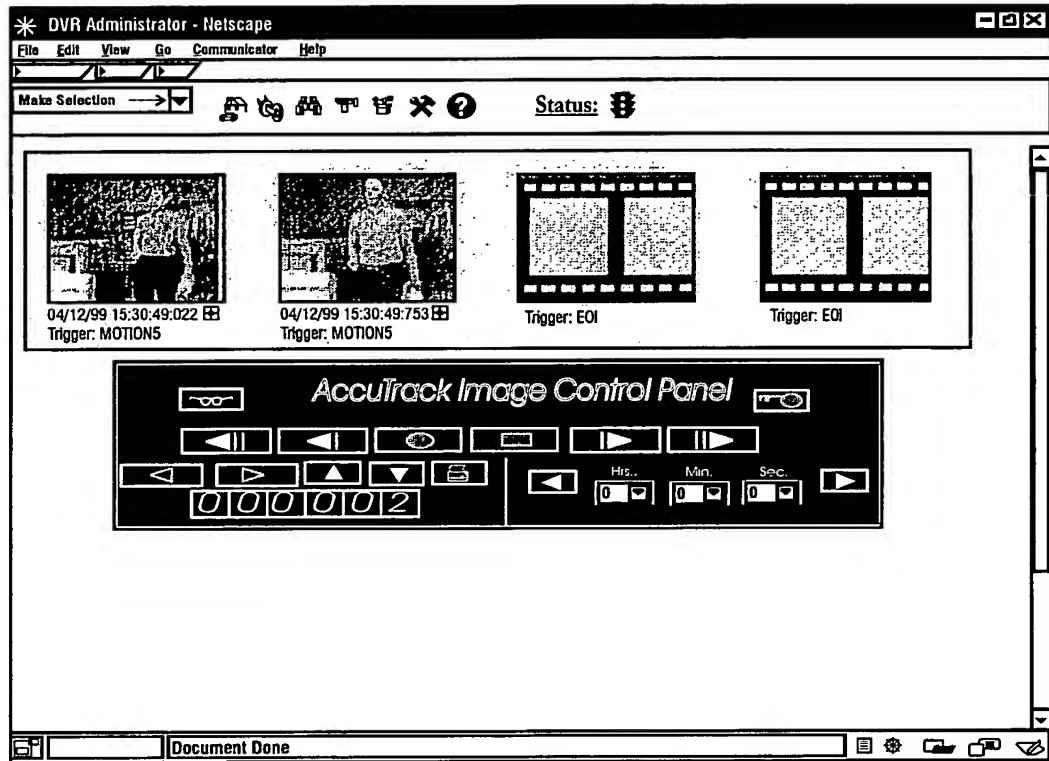 DVR Administrator - Netscape
File Edit View Go Communicator Help
Make Selection
Status:
04/12/99 15:30:49:022
Trigger: MOTION5
04/12/99 15:30:49:753
Trigger: MOTION5
Trigger: EOI
Trigger: EOI
AccuTrack Image Control Panel
Hrs.. Min. Sec.
0 0 0
000002
Document Done